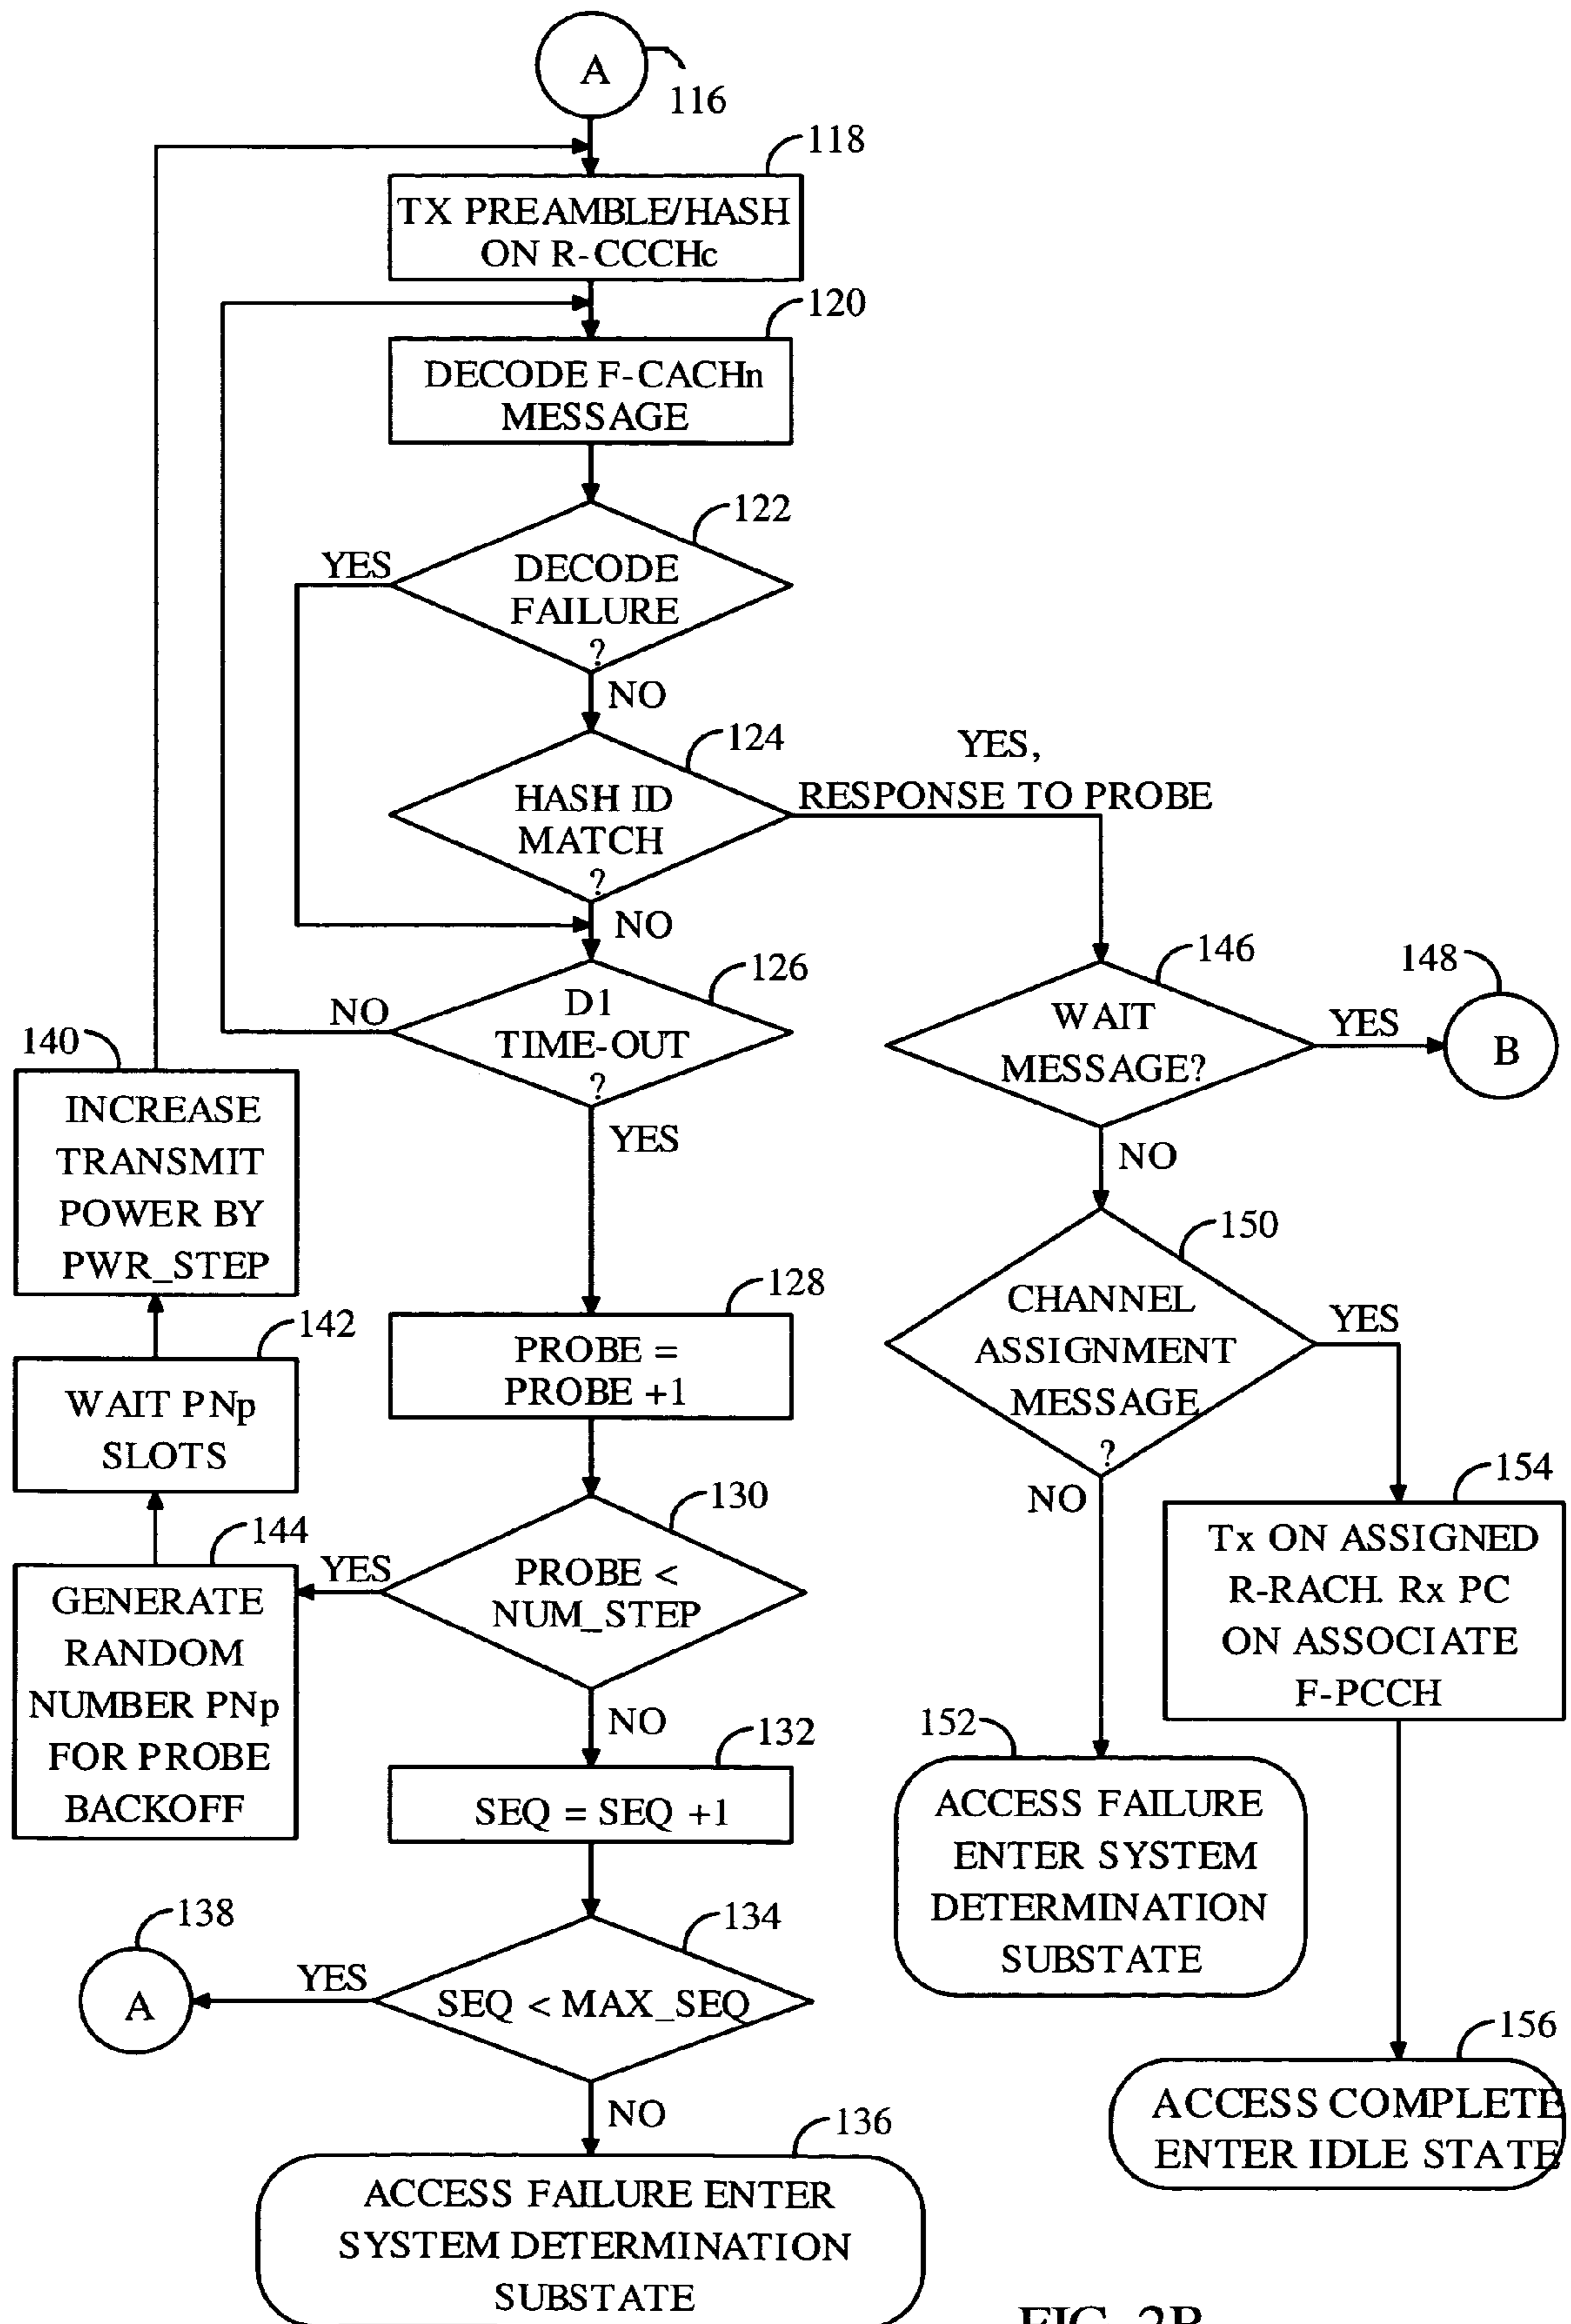 A
116
118
TX PREAMBLE/HASH
ON R-CCCHc
120
DECODE F-CACHn
MESSAGE
122
YES
DECODE
FAILURE
?
NO
124
YES,
RESPONSE TO PROBE
HASH ID
MATCH
?
NO
126
NO
D1
TIME-OUT
?
YES
146
WAIT
MESSAGE?
YES
148
B
NO
140
INCREASE
TRANSMIT
POWER BY
PWR_STEP
150
CHANNEL
ASSIGNMENT
MESSAGE
?
YES
NO
128
PROBE =
PROBE +1
142
WAIT PNp
SLOTS
130
PROBE <
NUM_STEP
YES
NO
144
GENERATE
RANDOM
NUMBER PNp
FOR PROBE
BACKOFF
154
Tx ON ASSIGNED
R-RACH. Rx PC
ON ASSOCIATE
F-PCCH
132
SEQ = SEQ +1
152
ACCESS FAILURE
ENTER SYSTEM
DETERMINATION
SUBSTATE
134
SEQ < MAX_SEQ
YES
138
A
NO
156
ACCESS COMPLETE
ENTER IDLE STATE
136
ACCESS FAILURE ENTER
SYSTEM DETERMINATION
SUBSTATE
FIG. 2B